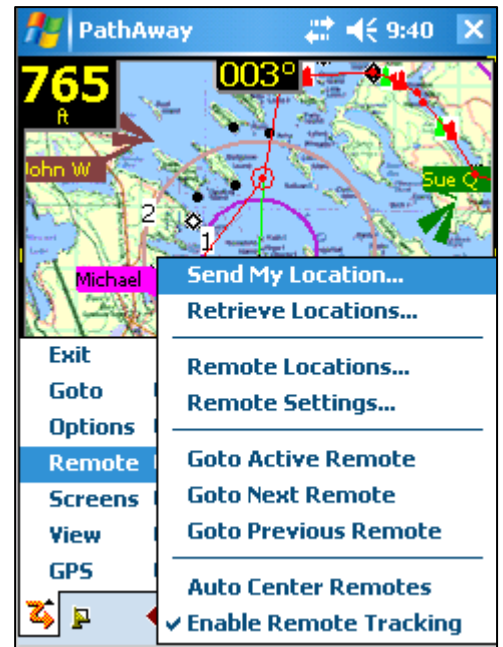 PathAway 9:40
765
ft
003°
John W
Sue Q
2
1
Michael
Send My Location...
Retrieve Locations...
Remote Locations...
Remote Settings...
Goto Active Remote
Goto Next Remote
Goto Previous Remote
Auto Center Remotes
Enable Remote Tracking
Exit
Goto
Options
Remote
Screens
View
GPS